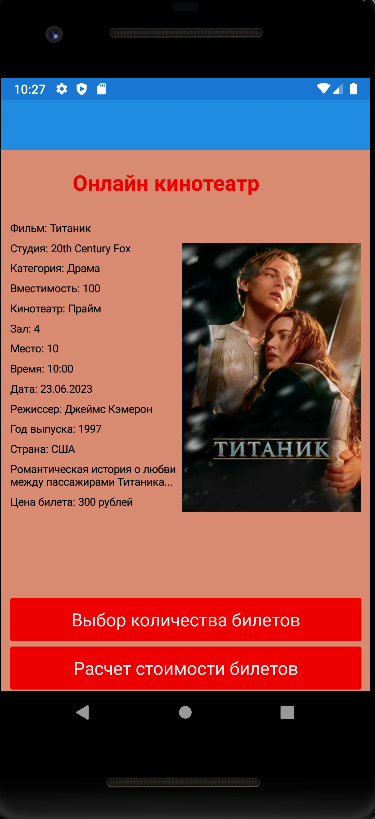 10:27
Онлайн кинотеатр
Фильм: Титаник
Студия: 20th Century Fox
Категория: Драма
Вместимость: 100
Кинотеатр: Прайм
Зал: 4
Место: 10
Время: 10:00
Дата: 23.06.2023
Режиссер: Джеймс Кэмерон
Год выпуска: 1997
Страна: США
Романтическая история о любви
между пассажирами Титаника...
Цена билета: 300 рублей
ТИТАНИК
Выбор количества билетов
Расчет стоимости билетов